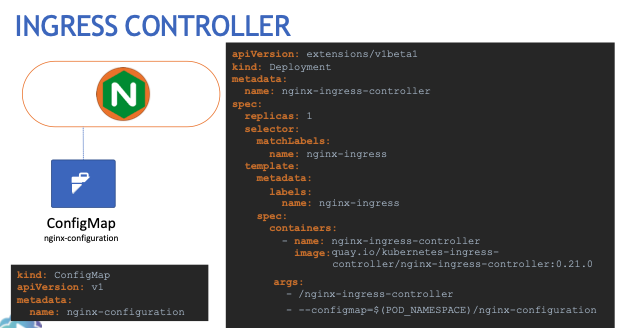 INGRESS CONTROLLER
N
ConfigMap
nginx-configuration
kind: ConfigMap
apiVersion: v1
metadata:
  name: nginx-configuration
apiVersion: extensions/v1beta1
kind: Deployment
metadata:
  name: nginx-ingress-controller
spec:
  replicas: 1
  selector:
    matchLabels:
      name: nginx-ingress
  template:
    metadata:
      labels:
        name: nginx-ingress
    spec:
      containers:
        - name: nginx-ingress-controller
          image:quay.io/kubernetes-ingress-
                controller/nginx-ingress-controller:0.21.0
      args:
        - /nginx-ingress-controller
        - --configmap=$(POD_NAMESPACE)/nginx-configuration